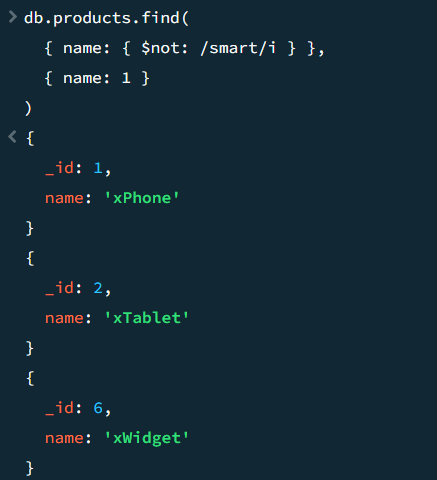 > db.products.find(
{ name: { $not: /smart/i } },
{ name: 1 }
)
< {
_id: 1,
name: 'xPhone'
}
{
_id: 2,
name: 'xTablet'
}
{
_id: 6,
name: 'xWidget'
}